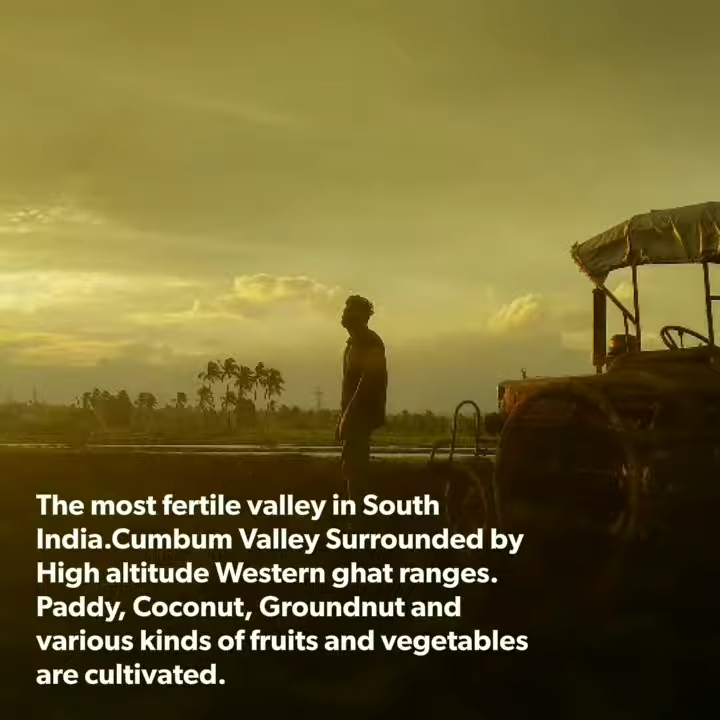 The most fertile valley in South
India.Cumbum Valley Surrounded by
High altitude Western ghat ranges.
Paddy, Coconut, Groundnut and
various kinds of fruits and vegetables
are cultivated.